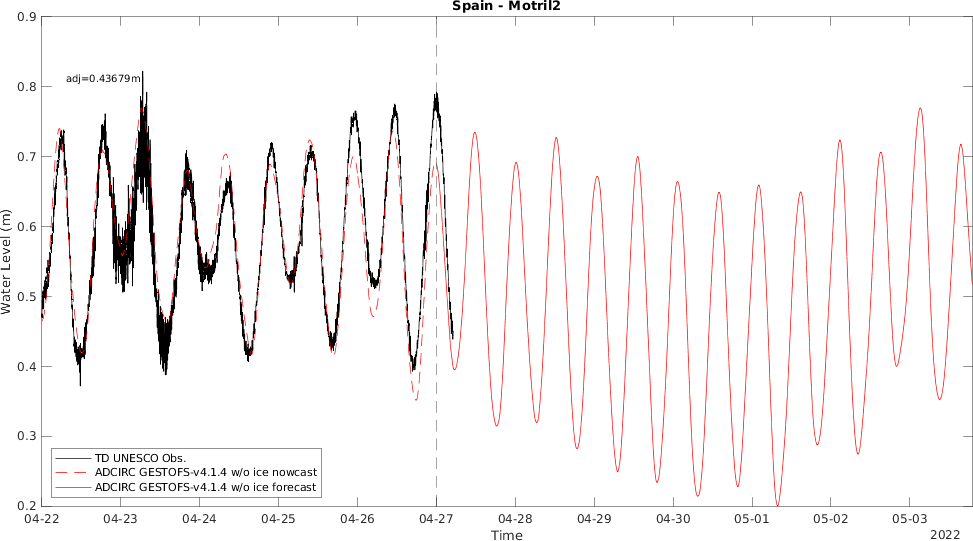 Spain - Motril2
adj=0.43679m
Water Level (m)
0.9
0.8
0.7
0.6
0.5
0.4
0.3
0.2
TD UNESCO Obs.
ADCIRC GESTOFS-v4.1.4 w/o ice nowcast
ADCIRC GESTOFS-v4.1.4 w/o ice forecast
04-22 04-23 04-24 04-25 04-26 04-27 04-28 04-29 04-30 05-01 05-02 05-03
Time
2022